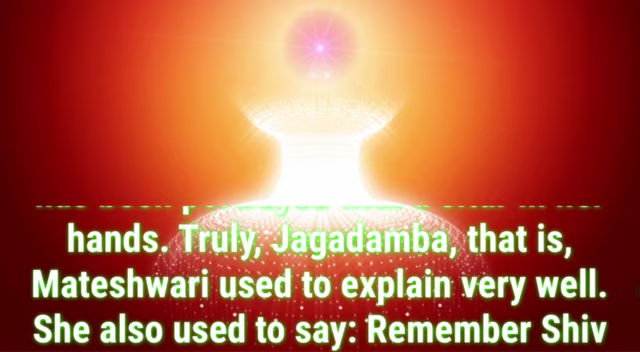 hands. Truly, Jagadamba, that is,
Mateshwari used to explain very well.
She also used to say: Remember Shiv